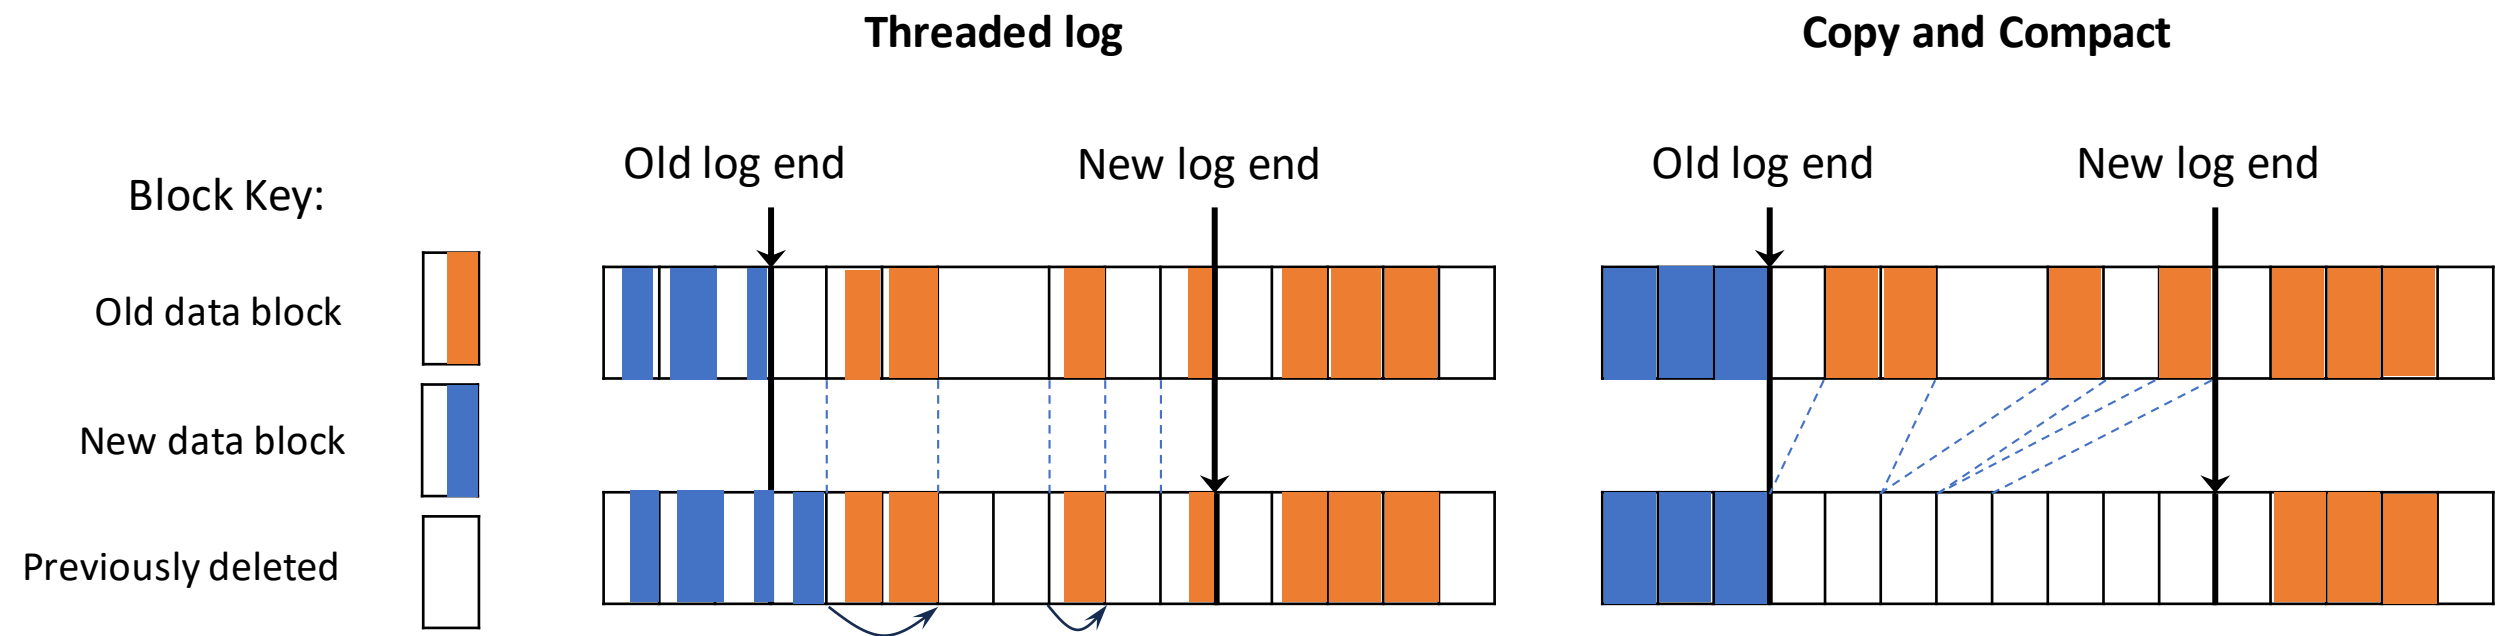 Threaded log
Copy and Compact
Old log end
New log end
Old log end
New log end
Block Key:
Old data block
New data block
Previously deleted